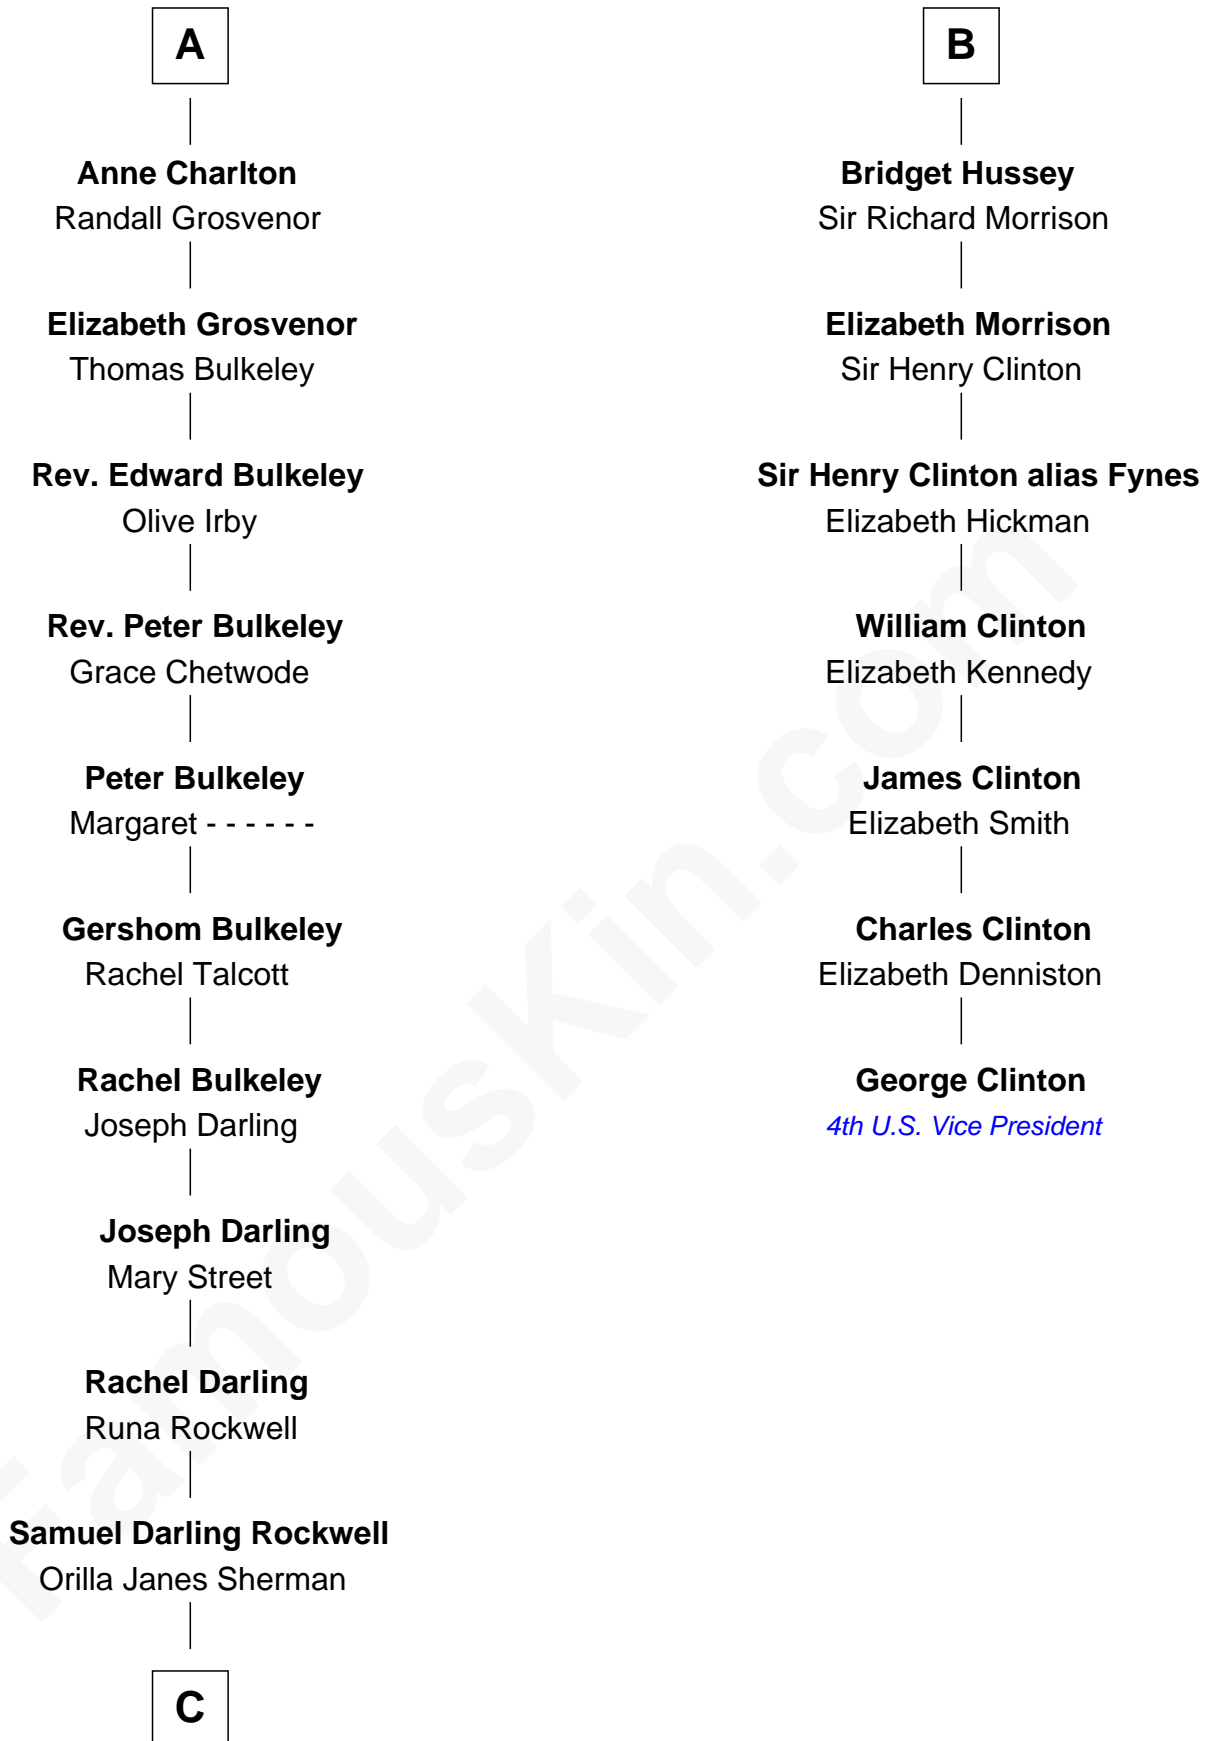 A
Anne Charlton
Randall Grosvenor
Elizabeth Grosvenor
Thomas Bulkeley
Rev. Edward Bulkeley
Olive Irby
Rev. Peter Bulkeley
Grace Chetwode
Peter Bulkeley
Margaret - - - - - -
Gershom Bulkeley
Rachel Talcott
Rachel Bulkeley
Joseph Darling
Joseph Darling
Mary Street
Rachel Darling
Runa Rockwell
Samuel Darling Rockwell
Orilla Janes Sherman
C
B
Bridget Hussey
Sir Richard Morrison
Elizabeth Morrison
Sir Henry Clinton
Sir Henry Clinton alias Fynes
Elizabeth Hickman
William Clinton
Elizabeth Kennedy
James Clinton
Elizabeth Smith
Charles Clinton
Elizabeth Denniston
George Clinton
4th U.S. Vice President
FamousKin.com